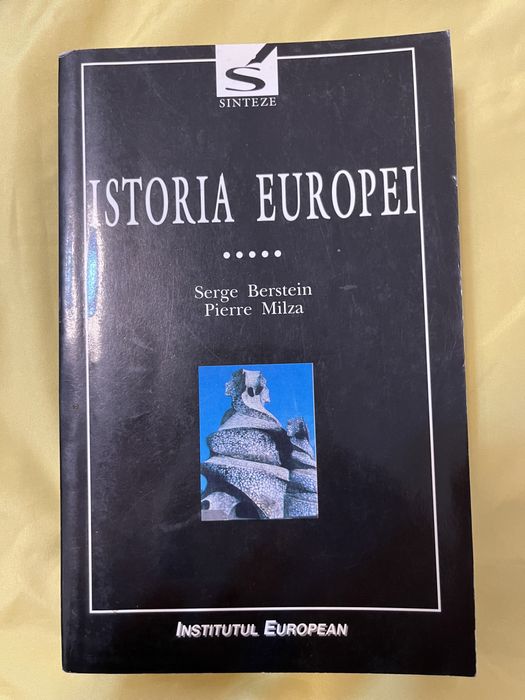 S
SINTEZE
ISTORIA EUROPEI
•••••
Serge Berstein
Pierre Milza
INSTITUTUL EUROPEAN